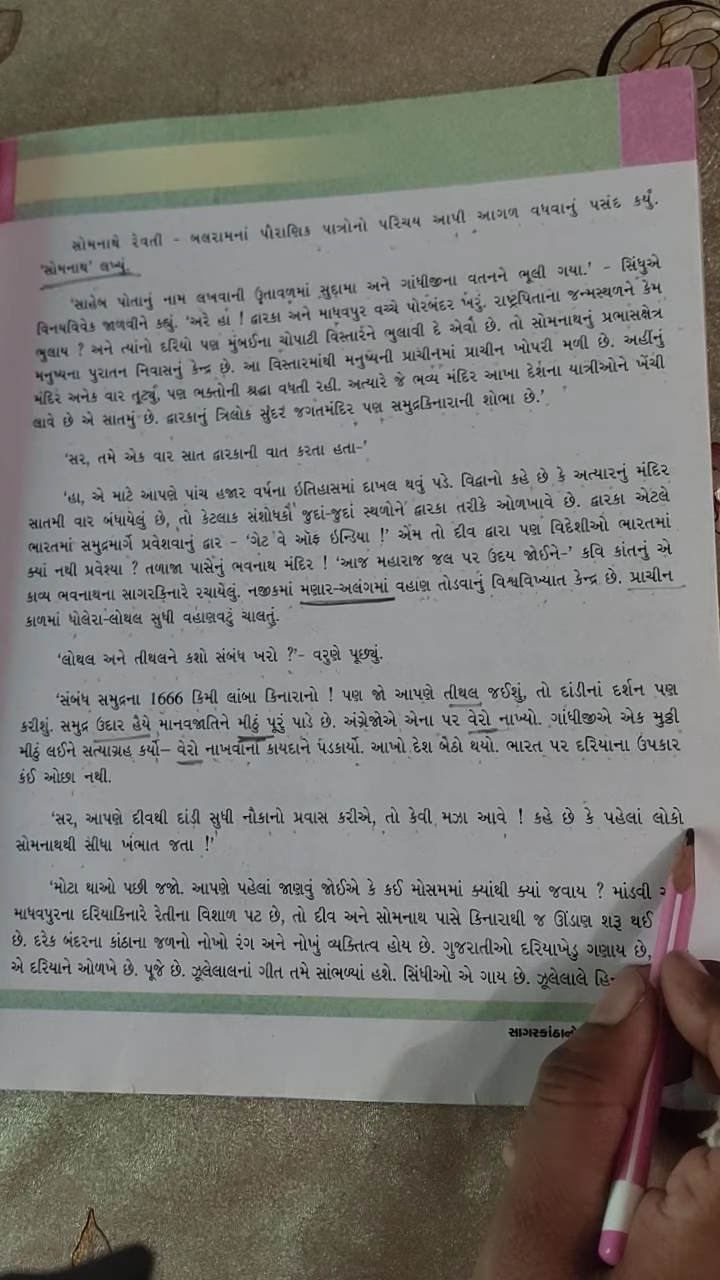 સોમનાથે રેવતી - બલરામનાં પૌરાણિક પાત્રોનો પરિચય આપી આગળ વધવાનું પસંદ કર્યું.
'સોમનાથ' લખ્યું.
'સાહેબ પોતાનું નામ લખવાની ઉતાવળમાં સુદામા અને ગાંધીજીના વતનને ભૂલી ગયા.' - સિંધુએ
વિનયવિવેક જાળવીને કહ્યું. 'અરે હાં ! દ્વારકા અને માધવપુર વચ્ચે પોરબંદર ખરું. રાષ્ટ્રપિતાના જન્મસ્થળને કેમ
ભુલાય ? અને ત્યાંનો દરિયો પણ મુંબઈના ચોપાટી વિસ્તારને ભુલાવી દે એવો છે. તો સોમનાથનું પ્રભાસક્ષેત્ર
મનુષ્યના પુરાતન નિવાસનું કેન્દ્ર છે. આ વિસ્તારમાંથી મનુષ્યની પ્રાચીનમાં પ્રાચીન ખોપરી મળી છે. અહીંનું
મંદિર અનેક વાર તૂટ્યું, પણ ભક્તોની શ્રદ્ધા વધતી રહી. અત્યારે જે ભવ્ય મંદિર આખા દેશના યાત્રીઓને ખેંચી
લાવે છે એ સાતમું છે. દ્વારકાનું ત્રિલોક સુંદર જગતમંદિર પણ સમુદ્રકિનારાની શોભા છે.'
'સર, તમે એક વાર સાત દ્વારકાની વાત કરતા હતા-'
'હા, એ માટે આપણે પાંચ હજાર વર્ષના ઇતિહાસમાં દાખલ થવું પડે. વિદ્વાનો કહે છે કે અત્યારનું મંદિર
સાતમી વાર બંધાયેલું છે, તો કેટલાક સંશોધકો જુદાં-જુદાં સ્થળોને દ્વારકા તરીકે ઓળખાવે છે. દ્વારકા એટલે
ભારતમાં સમુદ્રમાર્ગે પ્રવેશવાનું દ્વાર - 'ગેટ વે ઑફ ઇન્ડિયા !' એમ તો દીવ દ્વારા પણ વિદેશીઓ ભારતમાં
ક્યાં નથી પ્રવેશ્યા ? તળાજા પાસેનું ભવનાથ મંદિર ! 'આજ મહારાજ જલ પર ઉદય જોઈને-' કવિ કાંતનું એ
કાવ્ય ભવનાથના સાગરકિનારે રચાયેલું. નજીકમાં મણાર-અલંગમાં વહાણ તોડવાનું વિશ્વવિખ્યાત કેન્દ્ર છે. પ્રાચીન
કાળમાં ધોલેરા-લોથલ સુધી વહાણવટું ચાલતું.
'લોથલ અને તીથલને કશો સંબંધ ખરો ?'- વરુણે પૂછ્યું.
'સંબંધ સમુદ્રના 1666 કિમી લાંબા કિનારાનો ! પણ જો આપણે તીથલ જઈશું, તો દાંડીનાં દર્શન પણ
કરીશું. સમુદ્ર ઉદાર હૈયે માનવજાતિને મીઠું પૂરું પાડે છે. અંગ્રેજોએ એના પર વેરો નાખ્યો. ગાંધીજીએ એક મુઠ્ઠી
મીઠું લઈને સત્યાગ્રહ કર્યો– વેરો નાખવાના કાયદાને પડકાર્યો. આખો દેશ બેઠો થયો. ભારત પર દરિયાના ઉપકાર
કંઈ ઓછા નથી.
'સર, આપણે દીવથી દાંડી સુધી નૌકાનો પ્રવાસ કરીએ, તો કેવી મઝા આવે ! કહે છે કે પહેલાં લોકો
સોમનાથથી સીધા ખંભાત જતા !'
'મોટા થાઓ પછી જજો. આપણે પહેલાં જાણવું જોઈએ કે કઈ મોસમમાં ક્યાંથી ક્યાં જવાય ? માંડવી
માધવપુરના દરિયાકિનારે રેતીના વિશાળ પટ છે, તો દીવ અને સોમનાથ પાસે કિનારાથી જ ઊંડાણ શરૂ થઈ
છે. દરેક બંદરના કાંઠાના જળનો નોખો રંગ અને નોખું વ્યક્તિત્વ હોય છે. ગુજરાતીઓ દરિયાખેડુ ગણાય છે,
એ દરિયાને ઓળખે છે. પૂજે છે. ઝૂલેલાલનાં ગીત તમે સાંભળ્યાં હશે. સિંધીઓ એ ગાય છે. ઝૂલેલાલે
સાગરકાંઠાનો